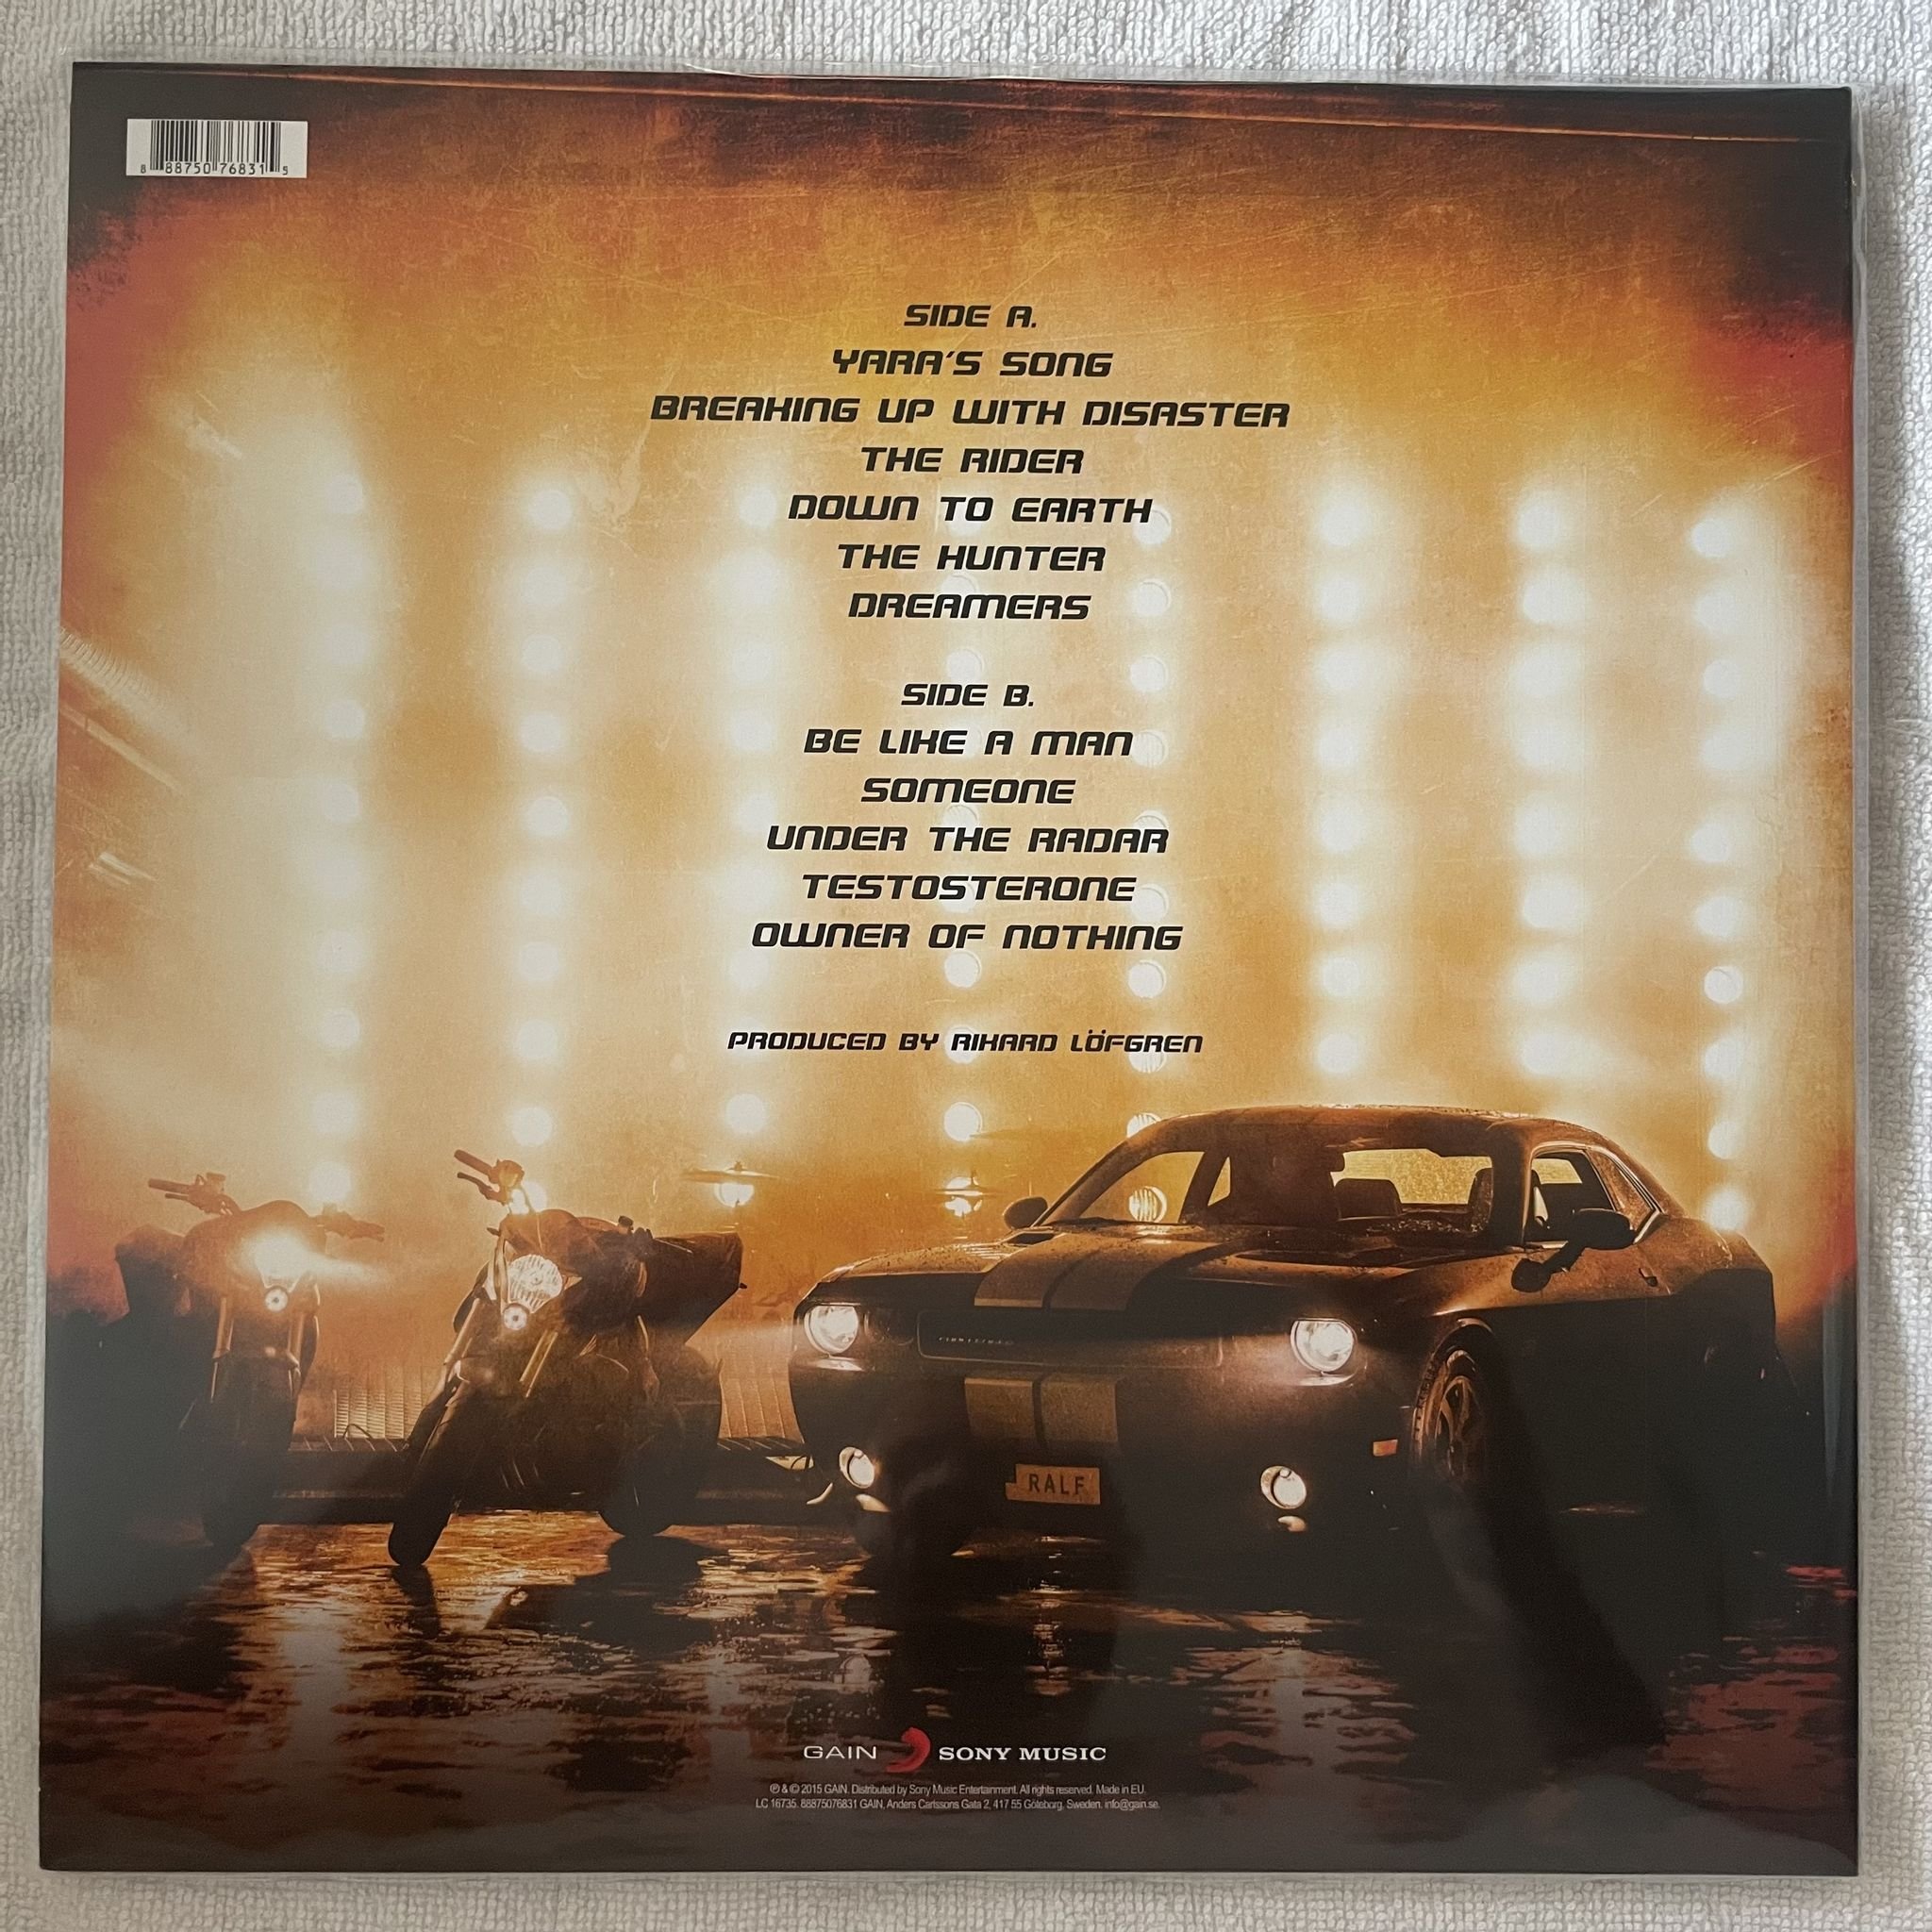 8 88750 76831 5
SIDE A.
YARA'S SONG
BREAKING UP WITH DISASTER
THE RIDER
DOWN TO EARTH
THE HUNTER
DREAMERS
SIDE B.
BE LIKE A MAN
SOMEONE
UNDER THE RADAR
TESTOSTERONE
OWNER OF NOTHING
PRODUCED BY RIKARD LÖFGREN
RALF
GAIN SONY MUSIC
℗ & © 2015 GAIN. Distributed by Sony Music Entertainment. All rights reserved. Made in EU.
LC 16735. 88875076831 GAIN, Anders Carlssons Gata 2, 417 55 Göteborg, Sweden. info@gain.se